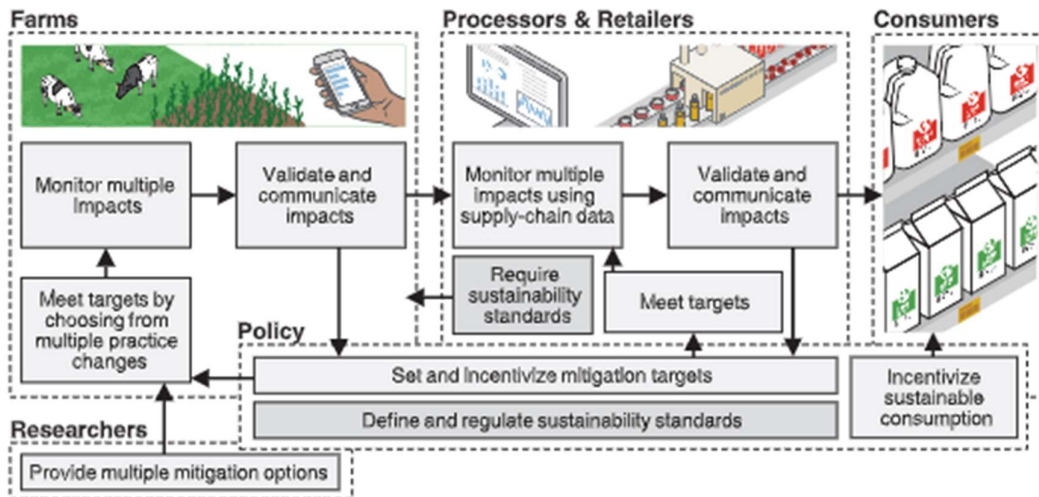 Farms
Processors & Retailers
Consumers
Monitor multiple
impacts
Validate and
communicate
impacts
Monitor multiple
impacts using
supply-chain data
Validate and
communicate
impacts
Meet targets by
choosing from
multiple practice
changes
Require
sustainability
standards
Meet targets
Policy
Set and incentivize mitigation targets
Define and regulate sustainability standards
Incentivize
sustainable
consumption
Researchers
Provide multiple mitigation options